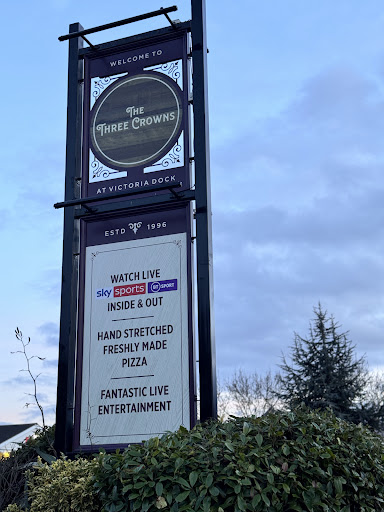 WELCOME TO
THE
THREE CROWNS
AT VICTORIA DOCK
ESTD 1996
WATCH LIVE
sky sports BT SPORT
INSIDE & OUT
HAND STRETCHED
FRESHLY MADE
PIZZA
FANTASTIC LIVE
ENTERTAINMENT